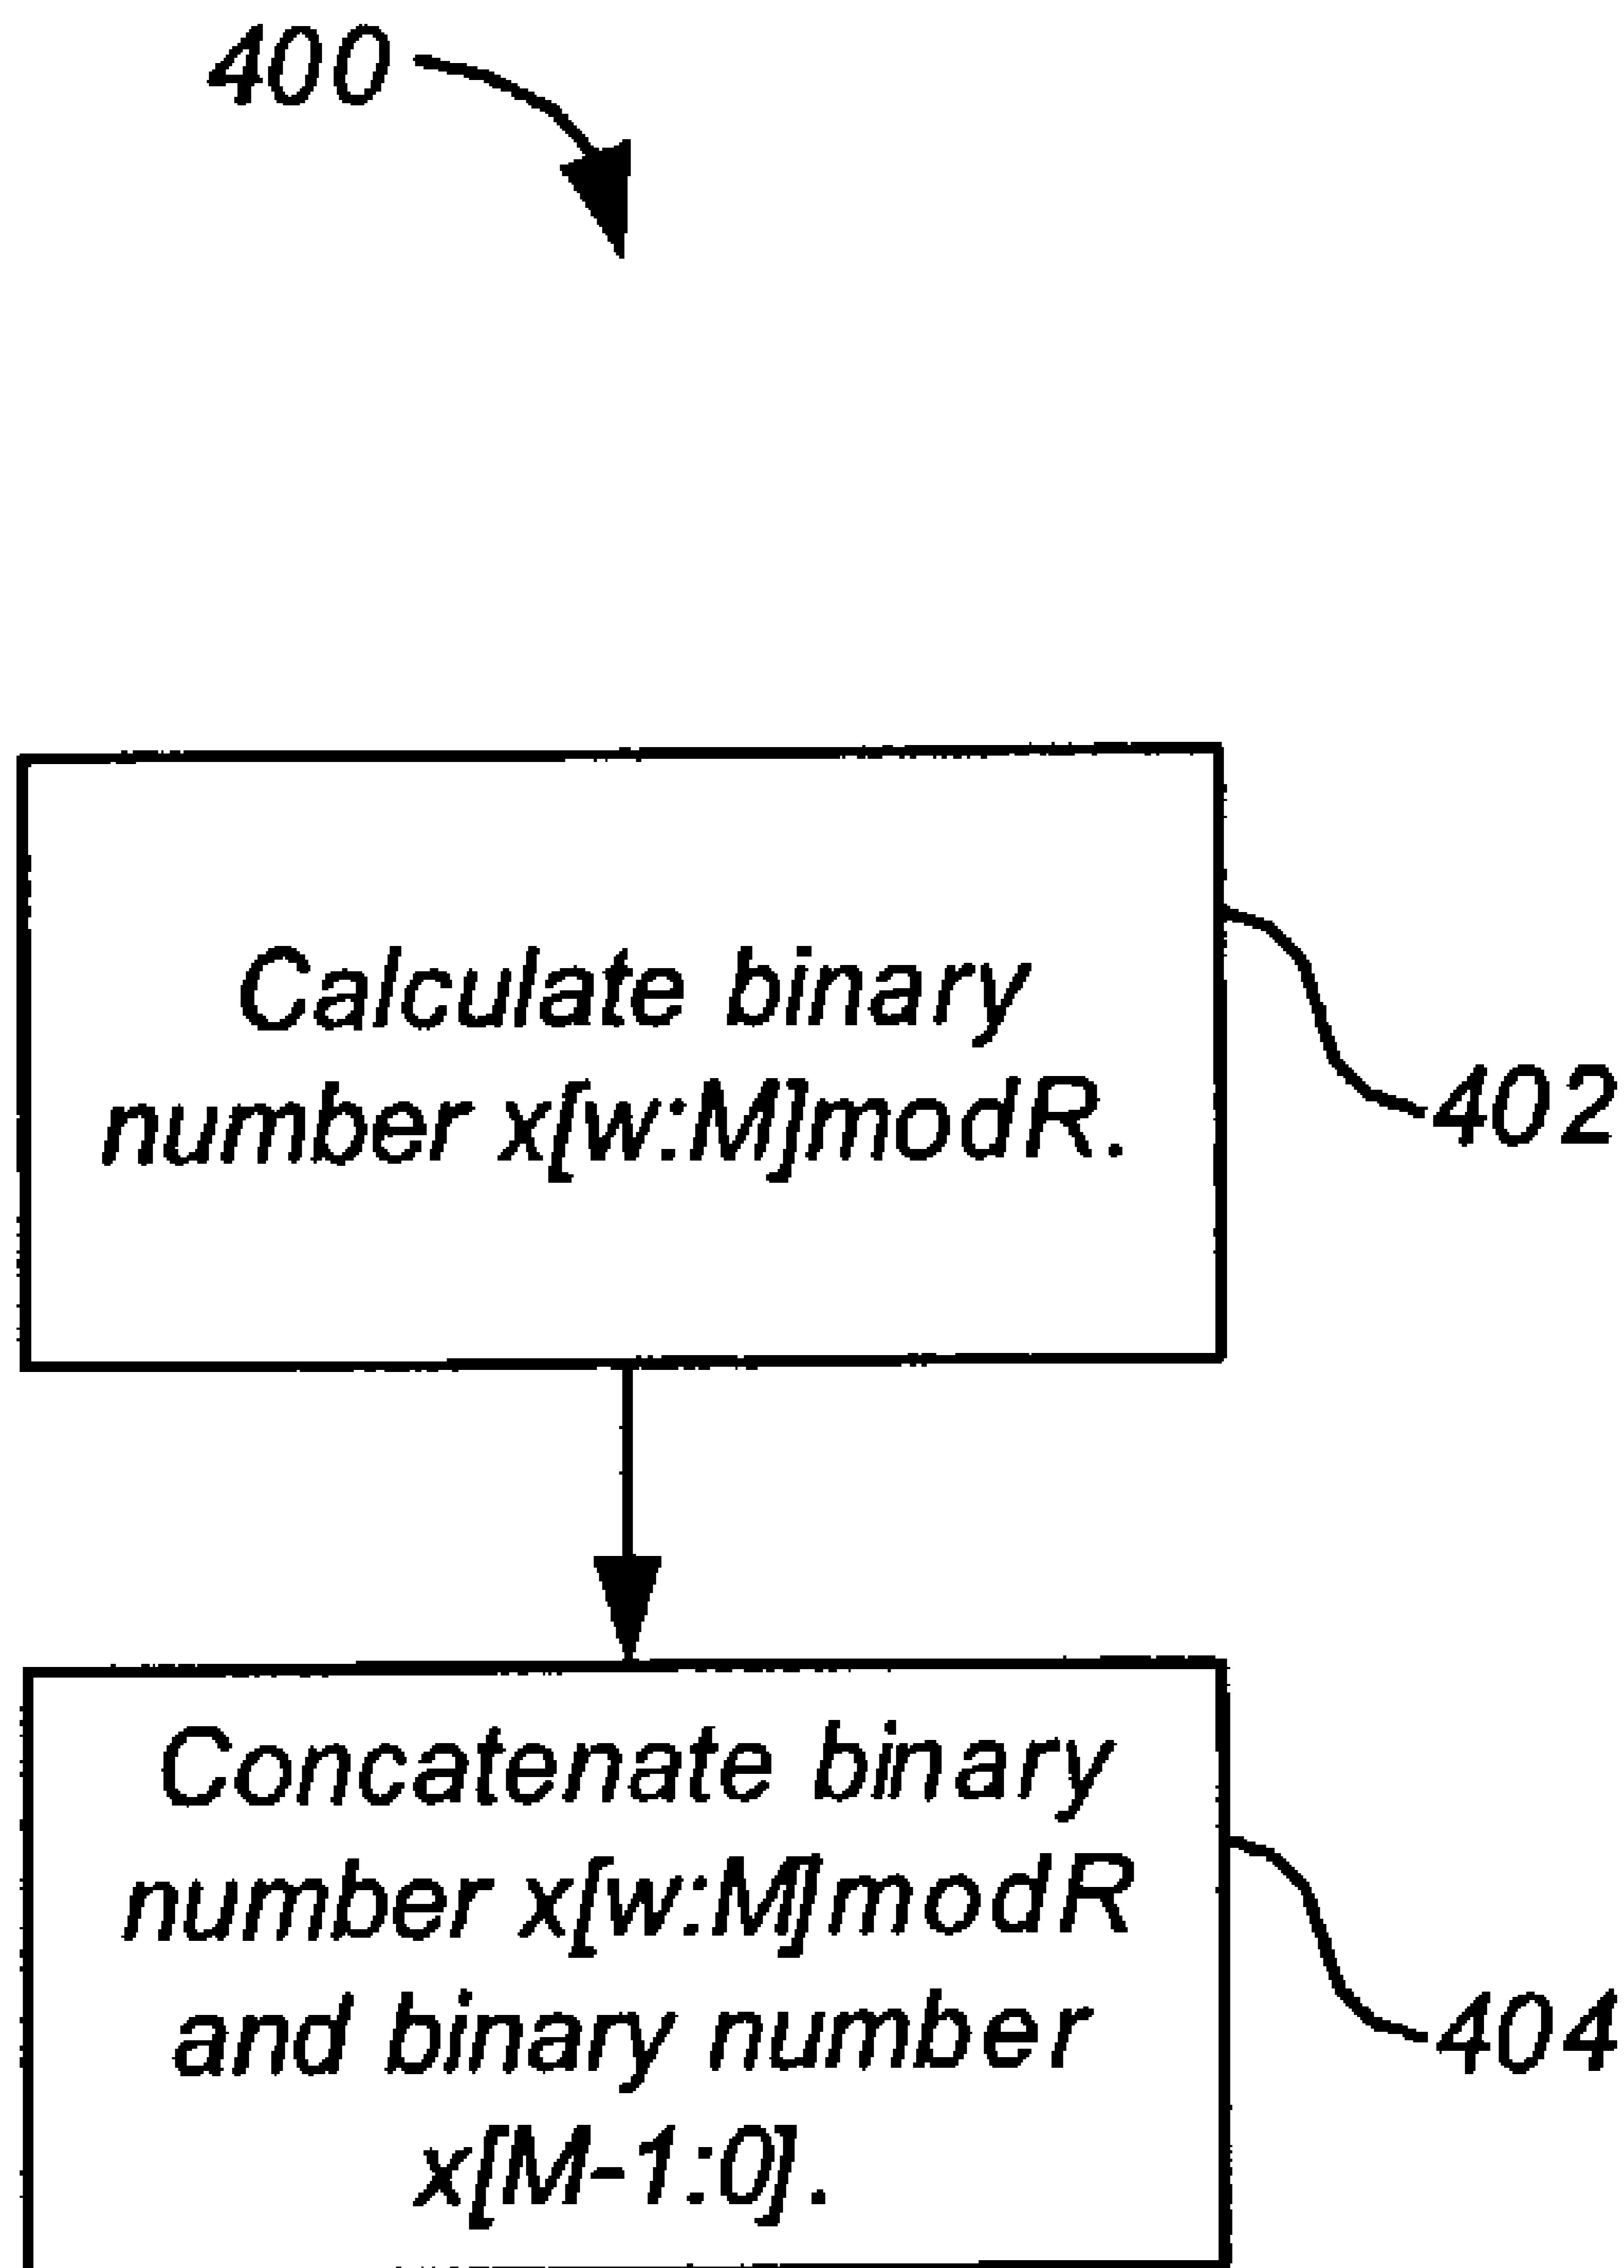 400
Calculate binary
number x[w:M]modR.
402
Concatenate binary
number x[w:M]modR
and binary number
x[M-1:0].
404